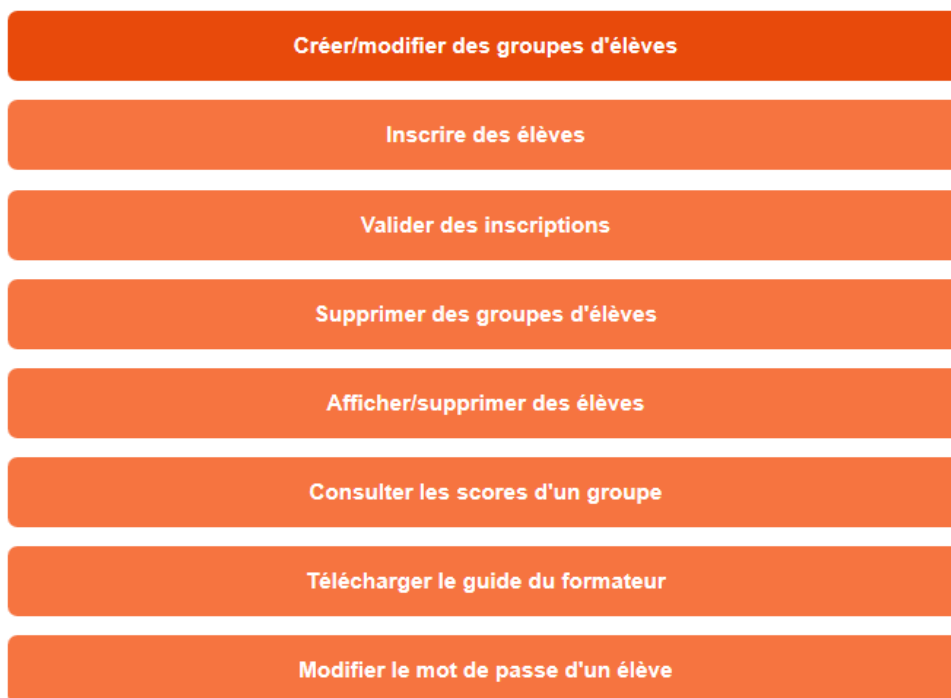 Créer/modifier des groupes d'élèves
Inscrire des élèves
Valider des inscriptions
Supprimer des groupes d'élèves
Afficher/supprimer des élèves
Consulter les scores d'un groupe
Télécharger le guide du formateur
Modifier le mot de passe d'un élève